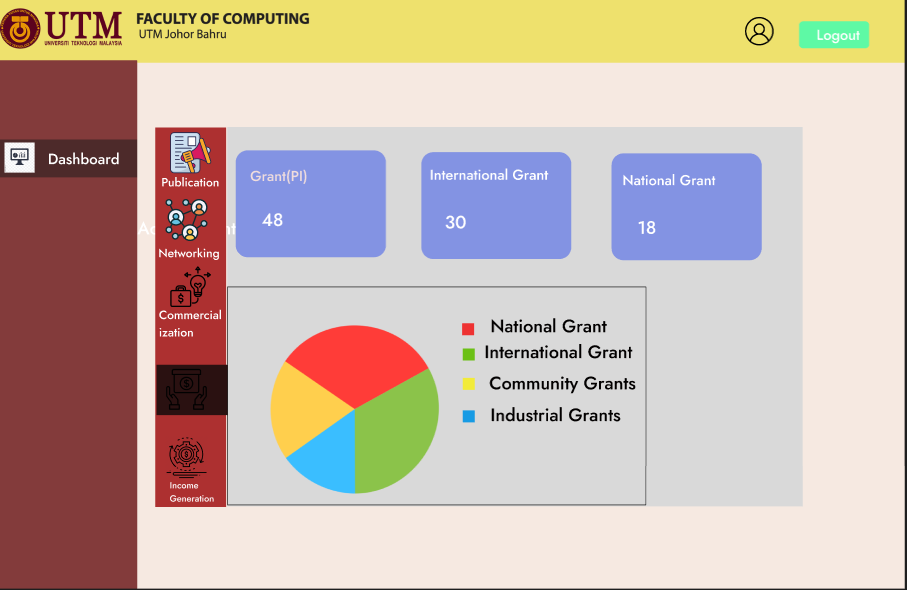 UTM
UNIVERSITI TEKNOLOGI MALAYSIA
FACULTY OF COMPUTING
UTM Johor Bahru
Logout
Dashboard
Publication
Networking
Commercial
ization
Income
Generation
Grant(PI)
48
International Grant
30
National Grant
18
National Grant
International Grant
Community Grants
Industrial Grants